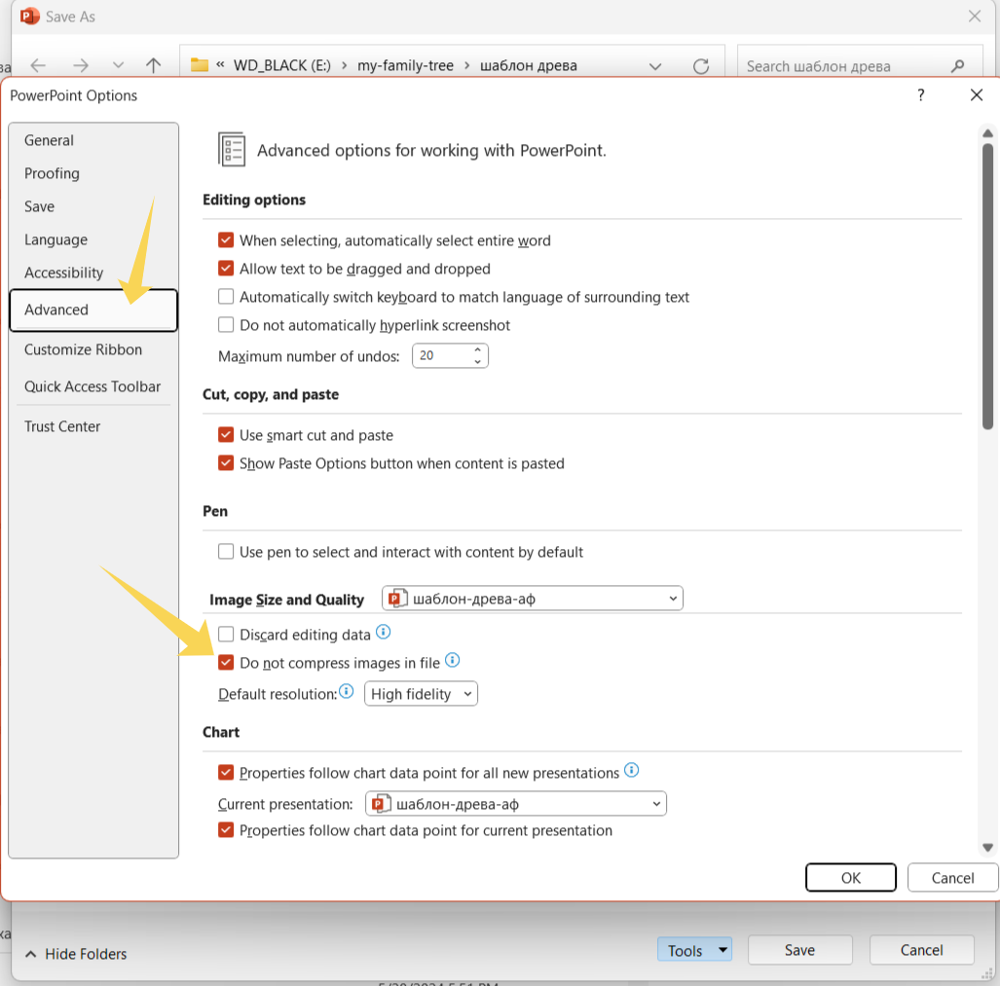 Save As
« WD_BLACK (E:) › my-family-tree › шаблон древа
Search шаблон древа
PowerPoint Options
?
General
Proofing
Save
Language
Accessibility
Advanced
Customize Ribbon
Quick Access Toolbar
Trust Center
Advanced options for working with PowerPoint.
Editing options
When selecting, automatically select entire word
Allow text to be dragged and dropped
Automatically switch keyboard to match language of surrounding text
Do not automatically hyperlink screenshot
Maximum number of undos: 20
Cut, copy, and paste
Use smart cut and paste
Show Paste Options button when content is pasted
Pen
Use pen to select and interact with content by default
Image Size and Quality шаблон-древа-аф
Discard editing data
Do not compress images in file
Default resolution: High fidelity
Chart
Properties follow chart data point for all new presentations
Current presentation: шаблон-древа-аф
Properties follow chart data point for current presentation
OK Cancel
Hide Folders
Tools Save Cancel